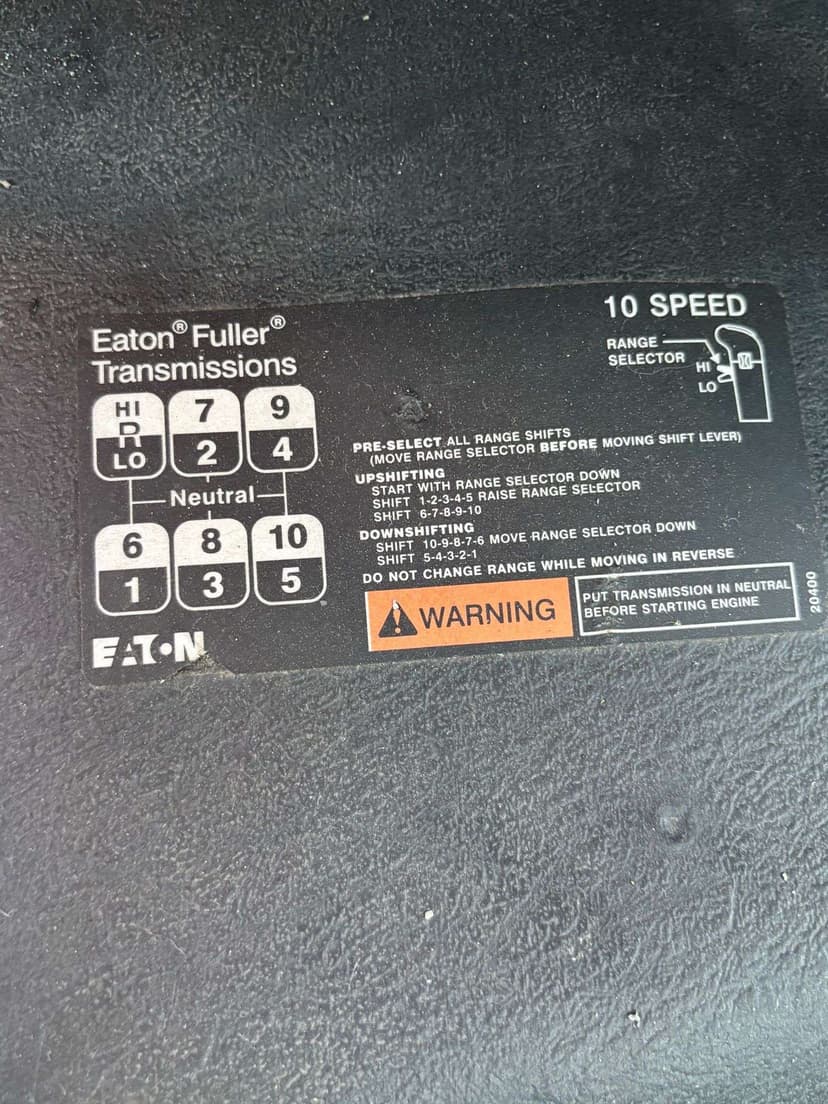 10 SPEED
Eaton® Fuller®
Transmissions
RANGE
SELECTOR
HI
LO
HI 7 9
R
LO 2 4
Neutral
6 8 10
1 3 5
EATON
PRE-SELECT ALL RANGE SHIFTS
(MOVE RANGE SELECTOR BEFORE MOVING SHIFT LEVER)
UPSHIFTING
START WITH RANGE SELECTOR DOWN
SHIFT 1-2-3-4-5 RAISE RANGE SELECTOR
SHIFT 6-7-8-9-10
DOWNSHIFTING
SHIFT 10-9-8-7-6 MOVE RANGE SELECTOR DOWN
SHIFT 5-4-3-2-1
DO NOT CHANGE RANGE WHILE MOVING IN REVERSE
WARNING
PUT TRANSMISSION IN NEUTRAL
BEFORE STARTING ENGINE
20400